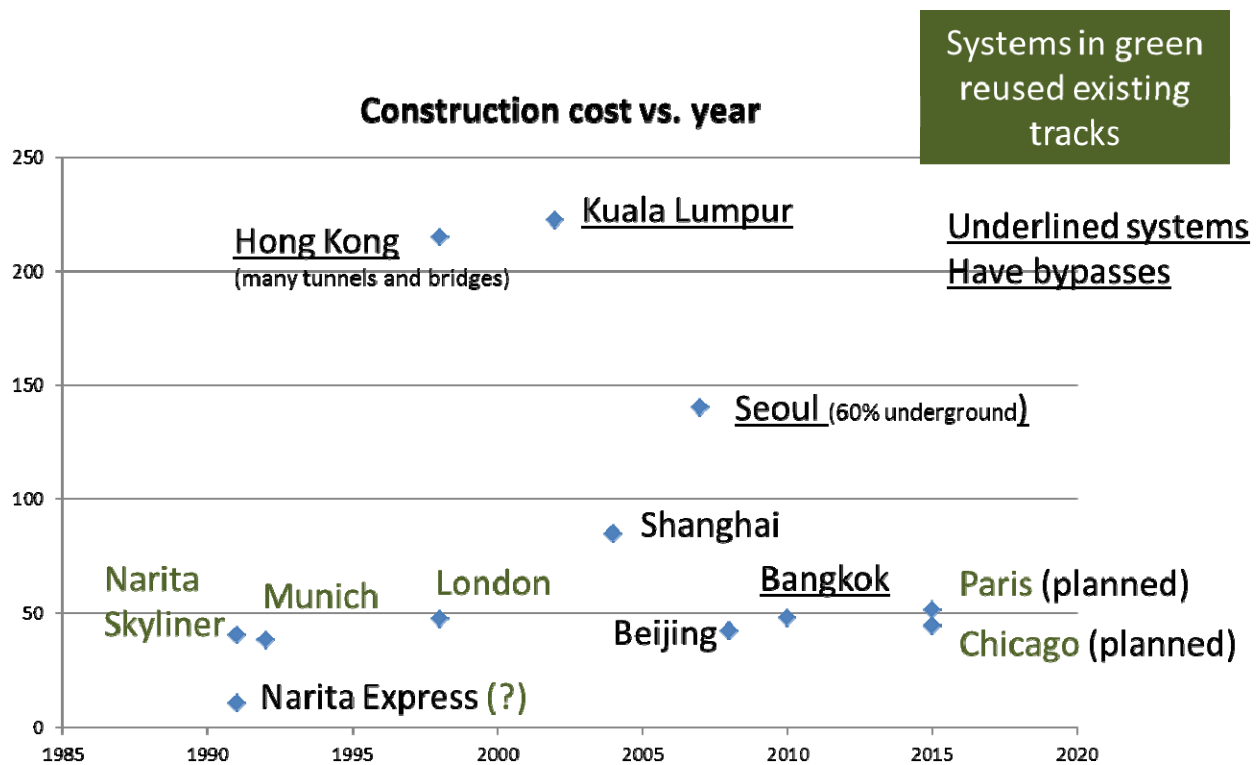 Systems in green
reused existing
tracks
Construction cost vs. year
250
200
150
100
50
0
Kuala Lumpur
Hong Kong
(many tunnels and bridges)
Underlined systems
Have bypasses
Seoul (60% underground)
Shanghai
Narita
Skyliner
Munich
London
Bangkok
Beijing
Paris (planned)
Chicago (planned)
Narita Express (?)
1985
1990
1995
2000
2005
2010
2015
2020